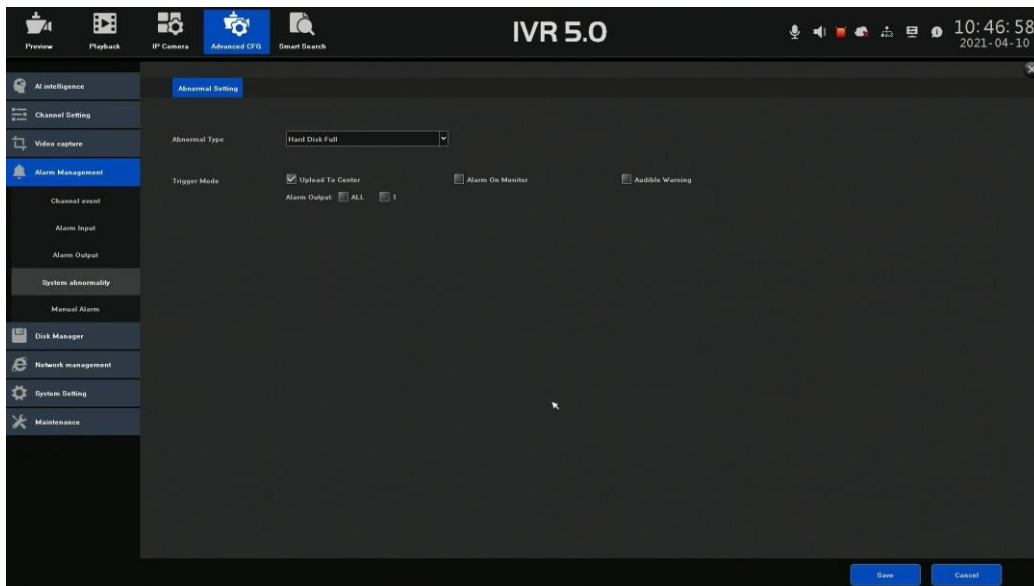 IVR 5.0
10:46:58
2021-04-10
Preview
Playback
IP Camera
Advanced CFG
Smart Search
AI intelligence
Channel Setting
Video capture
Alarm Management
Channel event
Alarm Input
Alarm Output
System abnormality
Menual Alarm
Disk Manager
Network management
System Setting
Maintenance
Abnormal Setting
Abnormal Type Hard Disk Full
Trigger Mode Upload To Center Alarm On Monitor Audible Warning
Alarm Output: ALL 1
Save Cancel